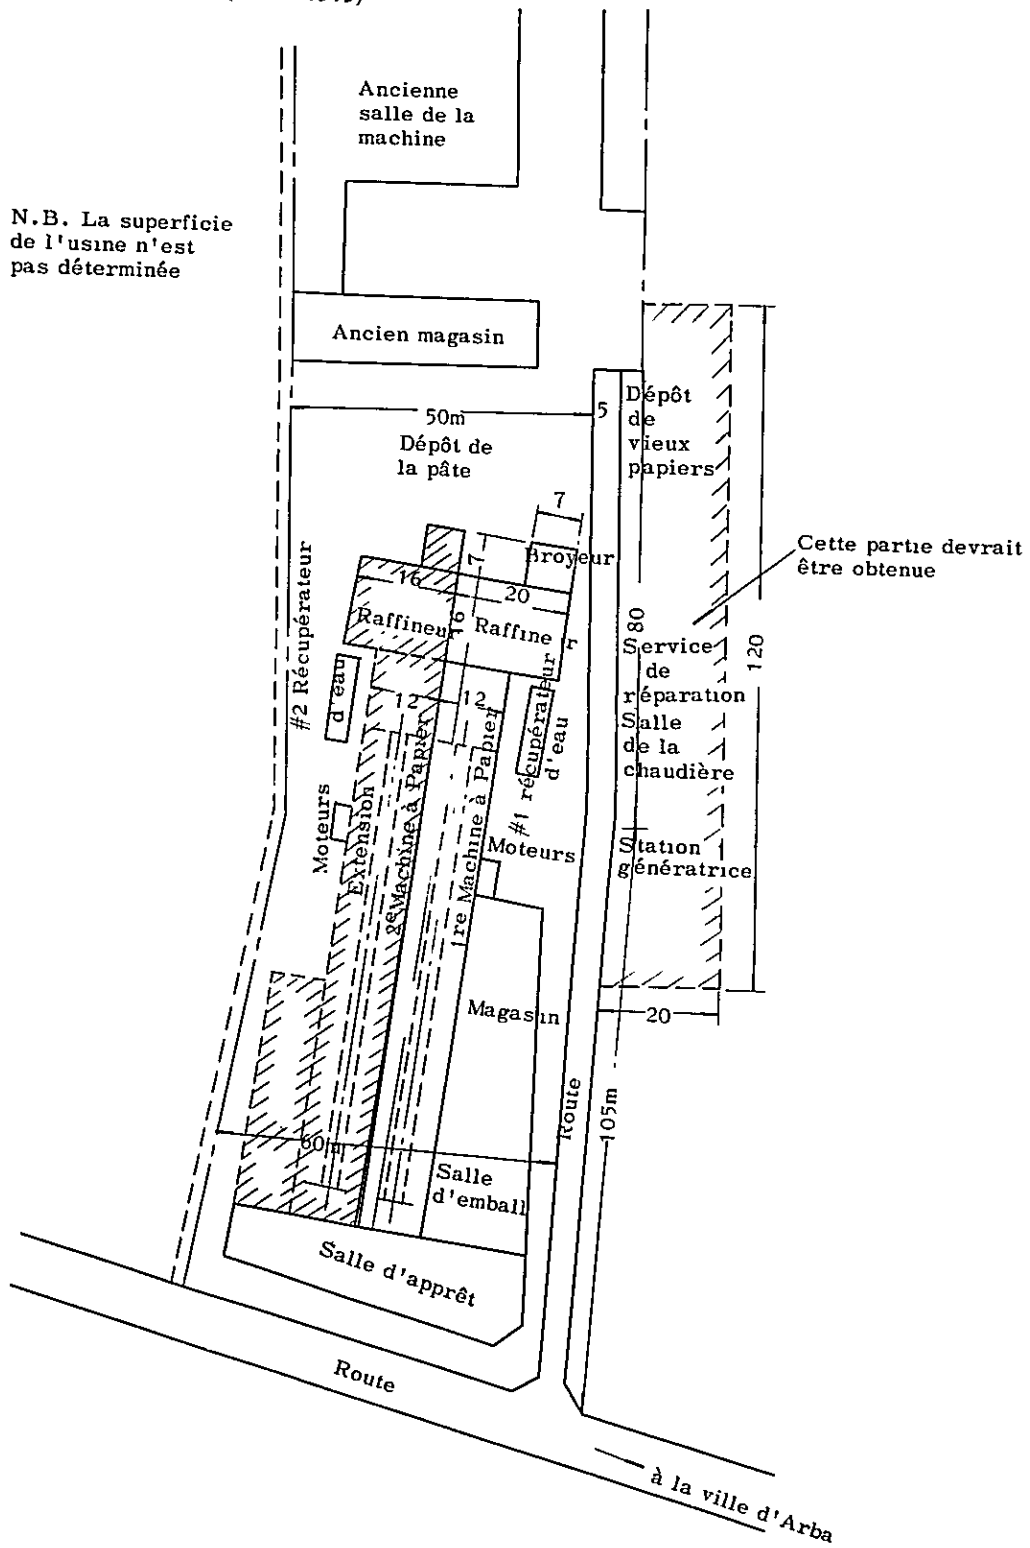 Ancienne
salle de la
machine
N.B. La superficie
de l'usine n'est
pas déterminée
Ancien magasin
50m
5
Dépôt
de
vieux
papiers
Dépôt de
la pâte
7
Broyeur
7
Cette partie devrait
être obtenue
16
20
Raffineur
16
Raffine
#2 Récupérateur
d'eau
80
120
Service
de
réparation
Salle
de la
chaudière
12
12
#1 récupérateur
d'eau
Moteurs
Extension
2e Machine à Papier
1re Machine à Papier
Moteurs
Station
génératrice
Magasin
20
Route
105m
60m
Salle
d'emball
Salle d'apprêt
Route
à la ville d'Arba